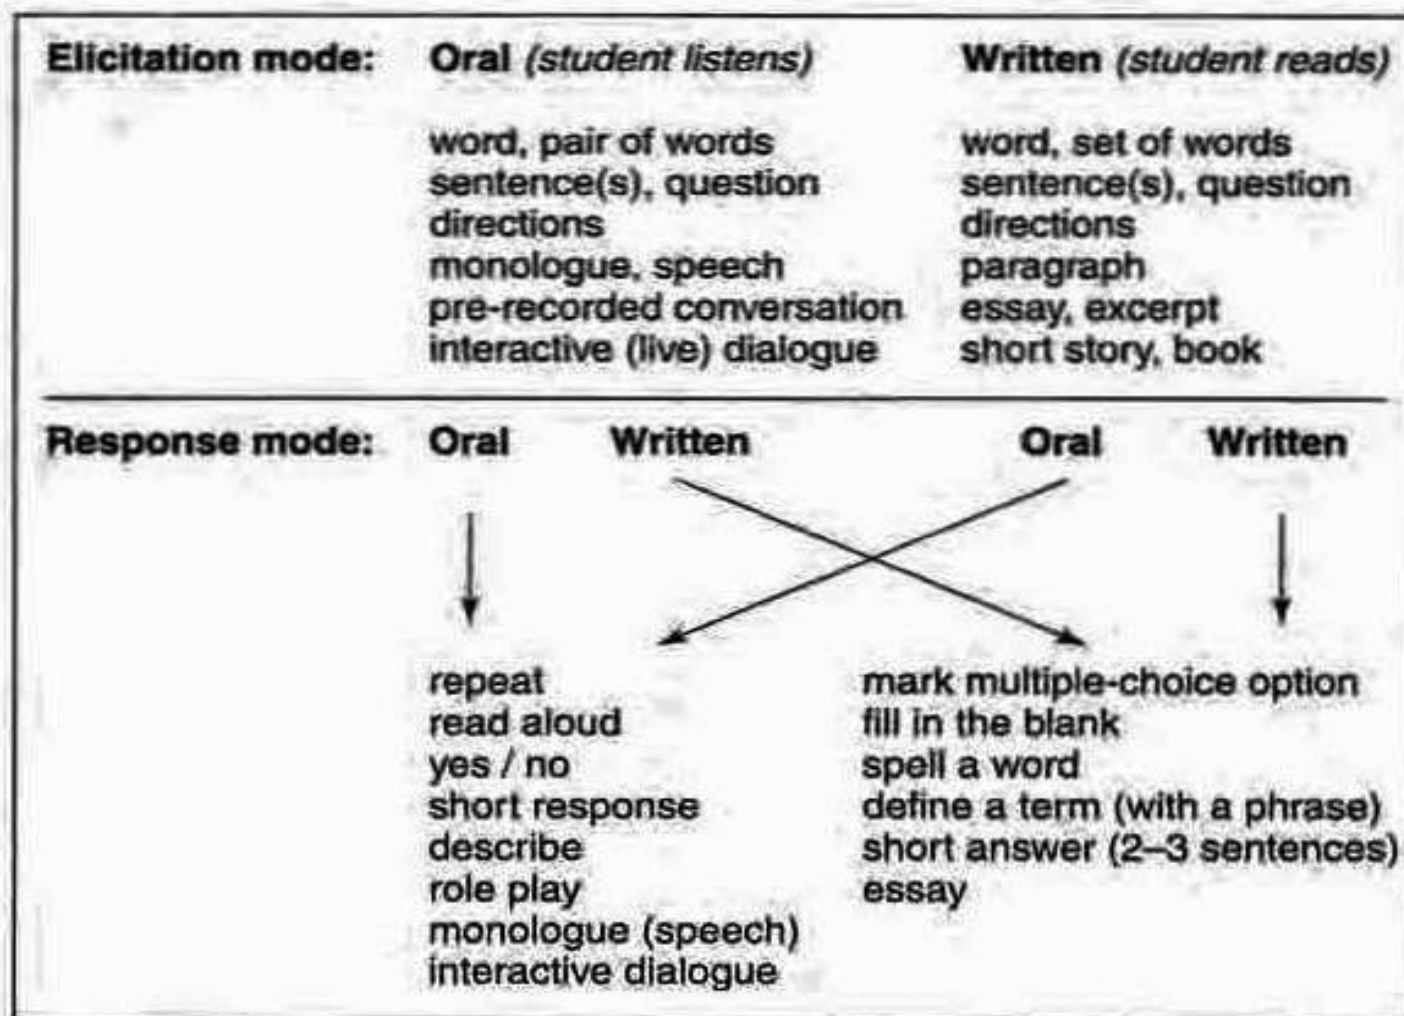 Elicitation mode: Oral (student listens) Written (student reads)
word, pair of words word, set of words
sentence(s), question sentence(s), question
directions directions
monologue, speech paragraph
pre-recorded conversation essay, excerpt
interactive (live) dialogue short story, book
Response mode: Oral Written Oral Written
repeat mark multiple-choice option
read aloud fill in the blank
yes / no spell a word
short response define a term (with a phrase)
describe short answer (2–3 sentences)
role play essay
monologue (speech)
interactive dialogue